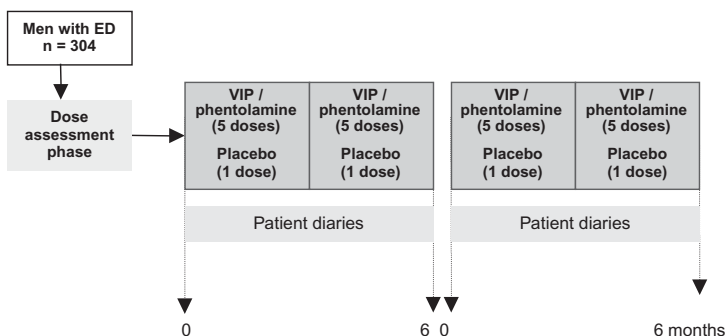 Men with ED
n = 304
Dose
assessment
phase
VIP /
phentolamine
(5 doses)
Placebo
(1 dose)
VIP /
phentolamine
(5 doses)
Placebo
(1 dose)
VIP /
phentolamine
(5 doses)
Placebo
(1 dose)
VIP /
phentolamine
(5 doses)
Placebo
(1 dose)
Patient diaries
Patient diaries
0
6
0
6 months